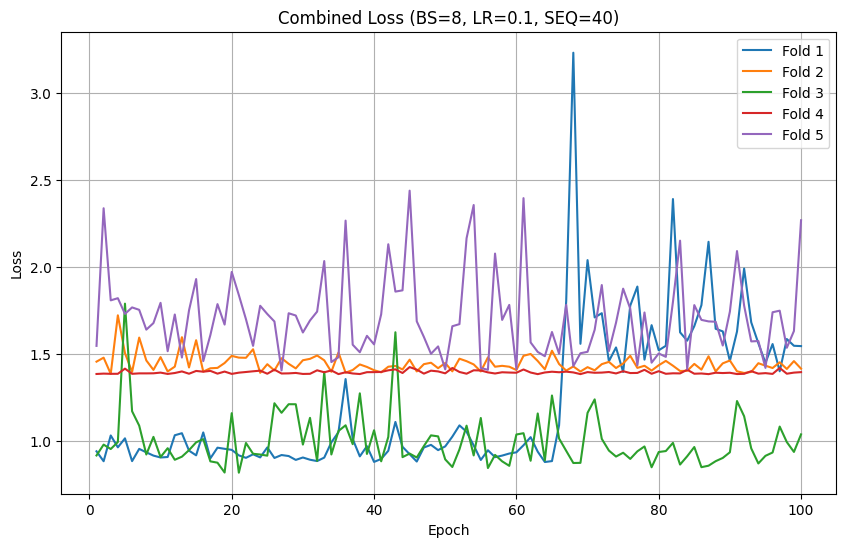 Combined Loss (BS=8, LR=0.1, SEQ=40)
Fold 1
Fold 2
Fold 3
Fold 4
Fold 5
3.0
2.5
2.0
1.5
1.0
Loss
0 20 40 60 80 100
Epoch